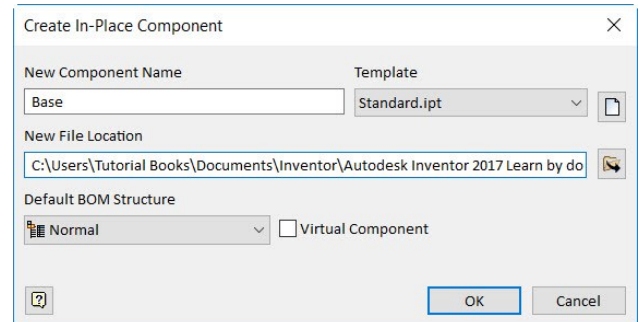 Create In-Place Component
New Component Name
Template
Base
Standard.ipt
New File Location
C:\Users\Tutorial Books\Documents\Inventor\Autodesk Inventor 2017 Learn by do
Default BOM Structure
Normal
Virtual Component
OK
Cancel